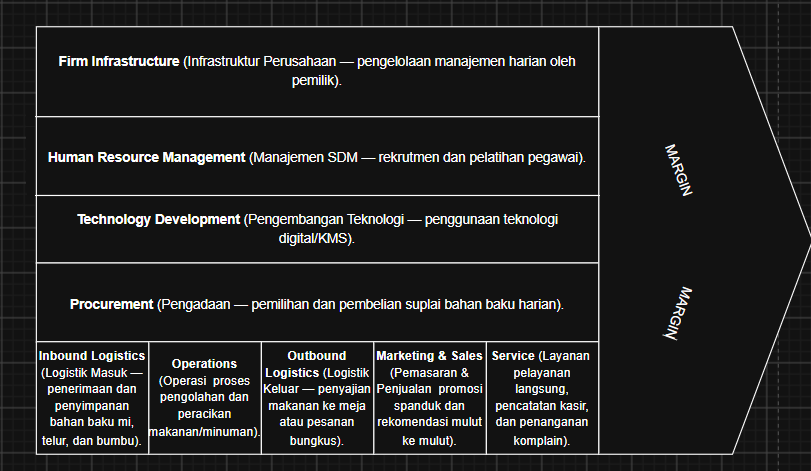 Firm Infrastructure (Infrastruktur Perusahaan — pengelolaan manajemen harian oleh
pemilik).
Human Resource Management (Manajemen SDM — rekrutmen dan pelatihan pegawai).
Technology Development (Pengembangan Teknologi — penggunaan teknologi
digital/KMS).
Procurement (Pengadaan — pemilihan dan pembelian suplai bahan baku harian).
Inbound Logistics
(Logistik Masuk —
penerimaan dan
penyimpanan
bahan baku mi,
telur, dan bumbu).
Operations
(Operasi proses
pengolahan dan
peracikan
makanan/minuman).
Outbound
Logistics (Logistik
Keluar — penyajian
makanan ke meja
atau pesanan
bungkus).
Marketing & Sales
(Pemasaran &
Penjualan promosi
spanduk dan
rekomendasi mulut
ke mulut).
Service (Layanan
pelayanan
langsung,
pencatatan kasir,
dan penanganan
komplain).
MARGIN
MARGIN